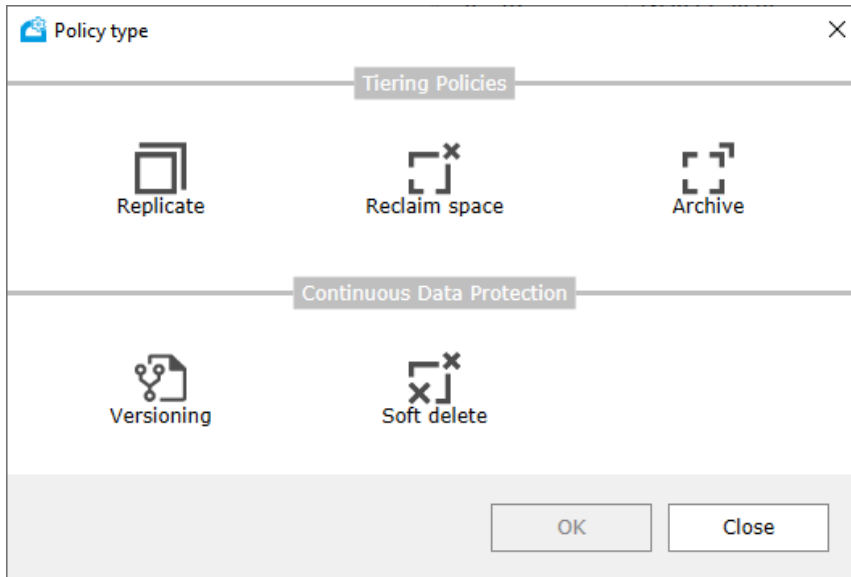 Policy type
Tiering Policies
Replicate
Reclaim space
Archive
Continuous Data Protection
Versioning
Soft delete
OK
Close